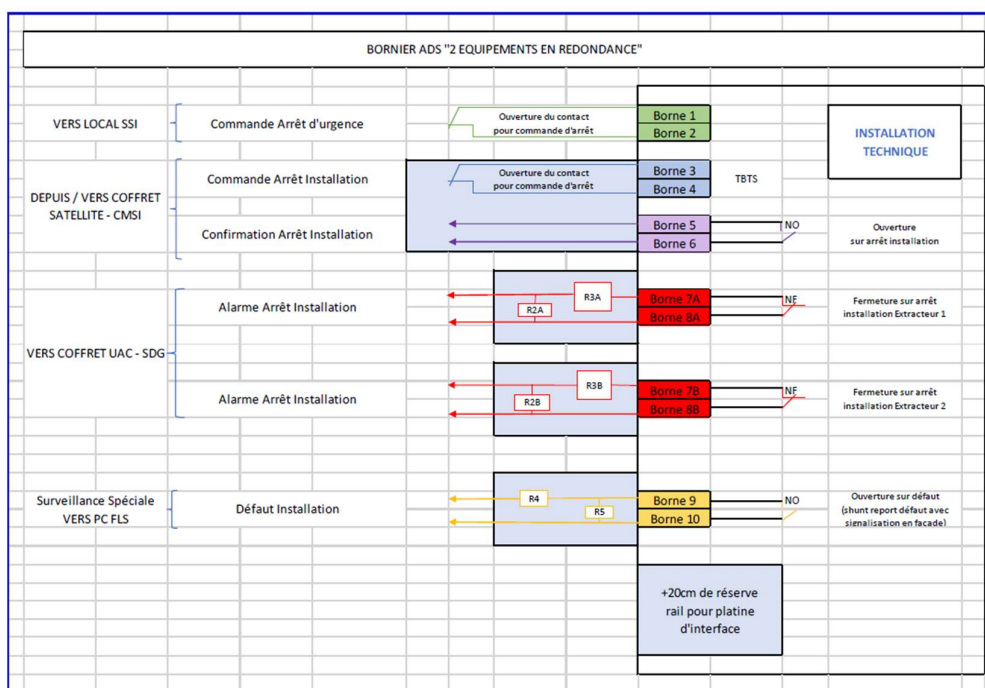 BORNIER ADS "2 EQUIPEMENTS EN REDONDANCE"
VERS LOCAL SSI
Commande Arrêt d'urgence
Ouverture du contact
pour commande d'arrêt
Borne 1
Borne 2
INSTALLATION
TECHNIQUE
DEPUIS / VERS COFFRET
SATELLITE - CMSI
Commande Arrêt Installation
Ouverture du contact
pour commande d'arrêt
Borne 3
Borne 4
TBTS
Confirmation Arrêt Installation
Borne 5
Borne 6
NO
Ouverture
sur arrêt installation
VERS COFFRET UAC - SDG
Alarme Arrêt Installation
R3A
R2A
Borne 7A
Borne 8A
NF
Fermeture sur arrêt
installation Extracteur 1
Alarme Arrêt Installation
R3B
R2B
Borne 7B
Borne 8B
NF
Fermeture sur arrêt
installation Extracteur 2
Surveillance Spéciale
VERS PC FLS
Défaut Installation
R4
R5
Borne 9
Borne 10
NO
Ouverture sur défaut
(shunt report défaut avec
signalisation en facade)
+20cm de réserve
rail pour platine
d'interface